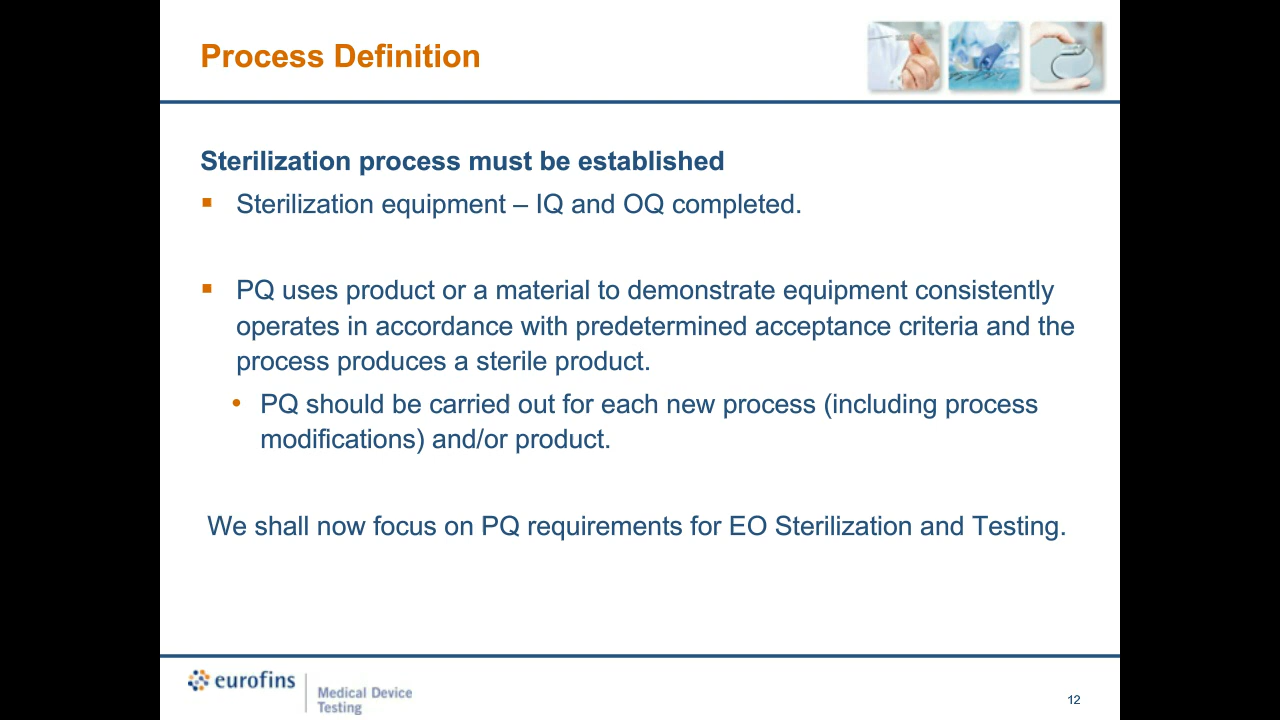 Process Definition
Sterilization process must be established
▪ Sterilization equipment – IQ and OQ completed.
▪ PQ uses product or a material to demonstrate equipment consistently
operates in accordance with predetermined acceptance criteria and the
process produces a sterile product.
• PQ should be carried out for each new process (including process
modifications) and/or product.
We shall now focus on PQ requirements for EO Sterilization and Testing.
eurofins
Medical Device
Testing
12